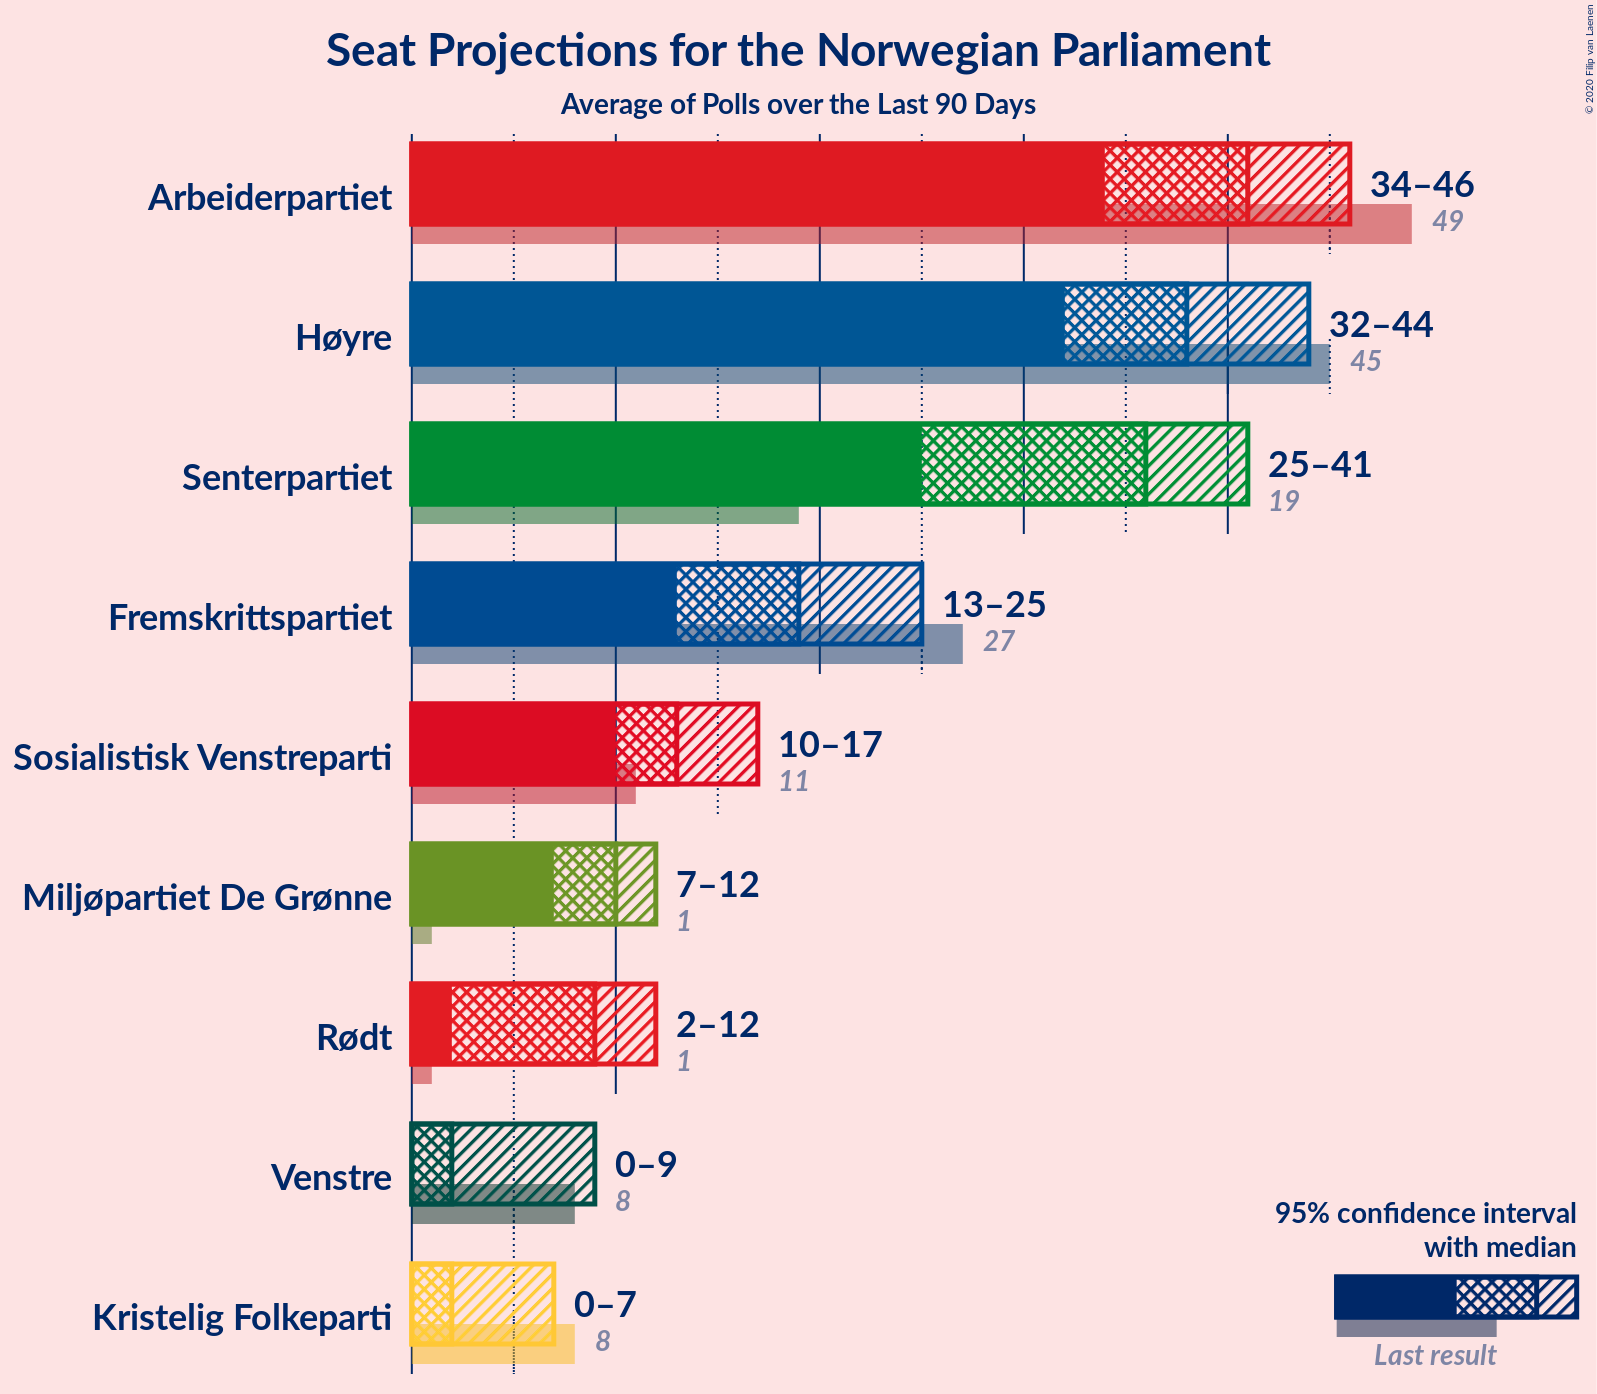 Seat Projections for the Norwegian Parliament
Average of Polls over the Last 90 Days
© 2020 Filip van Laenen
Arbeiderpartiet
34–46
49
Høyre
32–44
45
Senterpartiet
25–41
19
Fremskrittspartiet
13–25
27
Sosialistisk Venstreparti
10–17
11
Miljøpartiet De Grønne
7–12
1
Rødt
2–12
1
Venstre
0–9
8
Kristelig Folkeparti
0–7
8
95% confidence interval
with median
Last result